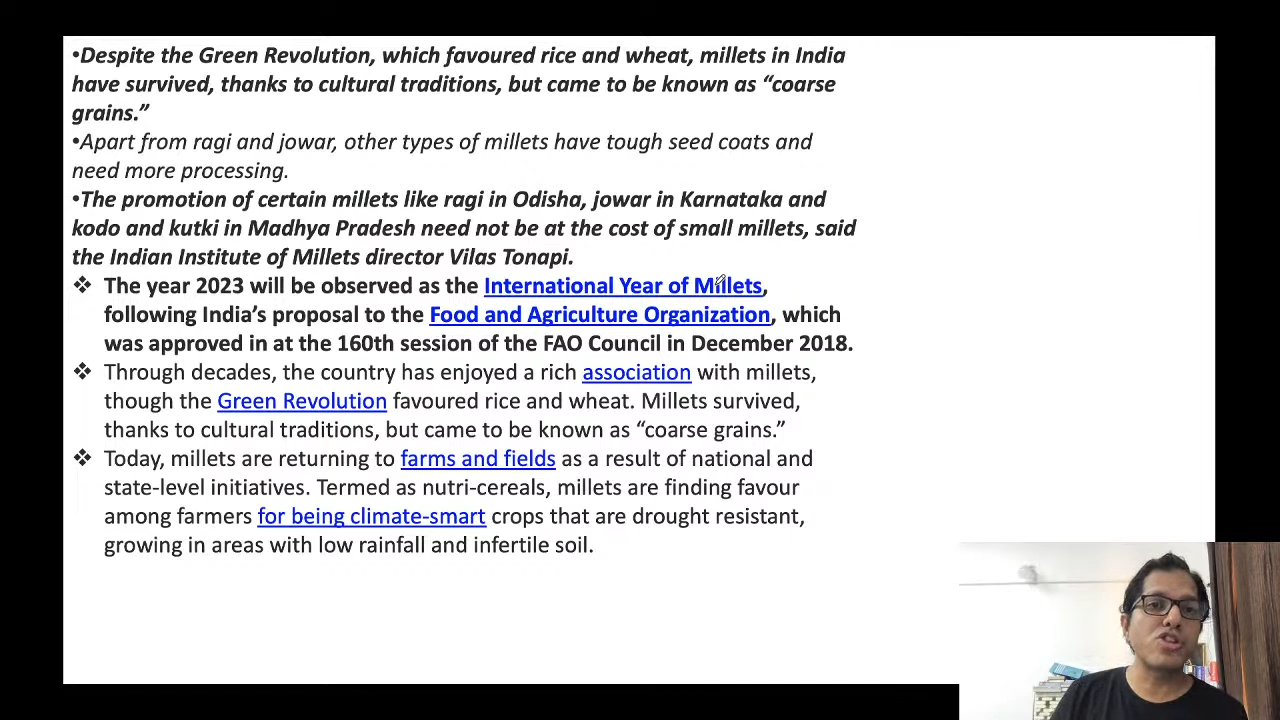 •Despite the Green Revolution, which favoured rice and wheat, millets in India
have survived, thanks to cultural traditions, but came to be known as “coarse
grains.”
•Apart from ragi and jowar, other types of millets have tough seed coats and
need more processing.
•The promotion of certain millets like ragi in Odisha, jowar in Karnataka and
kodo and kutki in Madhya Pradesh need not be at the cost of small millets, said
the Indian Institute of Millets director Vilas Tonapi.
❖ The year 2023 will be observed as the International Year of Millets,
following India’s proposal to the Food and Agriculture Organization, which
was approved in at the 160th session of the FAO Council in December 2018.
❖ Through decades, the country has enjoyed a rich association with millets,
though the Green Revolution favoured rice and wheat. Millets survived,
thanks to cultural traditions, but came to be known as “coarse grains.”
❖ Today, millets are returning to farms and fields as a result of national and
state-level initiatives. Termed as nutri-cereals, millets are finding favour
among farmers for being climate-smart crops that are drought resistant,
growing in areas with low rainfall and infertile soil.